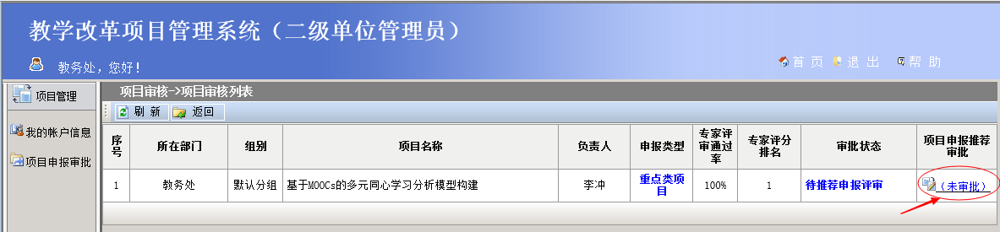 教学改革项目管理系统（二级单位管理员）
教务处，您好！
首 页 退 出 帮 助
项目管理
我的帐户信息
项目申报审批
项目审核->项目审核列表
刷 新 返回
序号 所在部门 组别 项目名称 负责人 申报类型 专家评审通过率 专家评分排名 审批状态 项目申报推荐审批
1 教务处 默认分组 基于MOOCs的多元同心学习分析模型构建 李冲 重点类项目 100% 1 待推荐申报评审 （未审批）